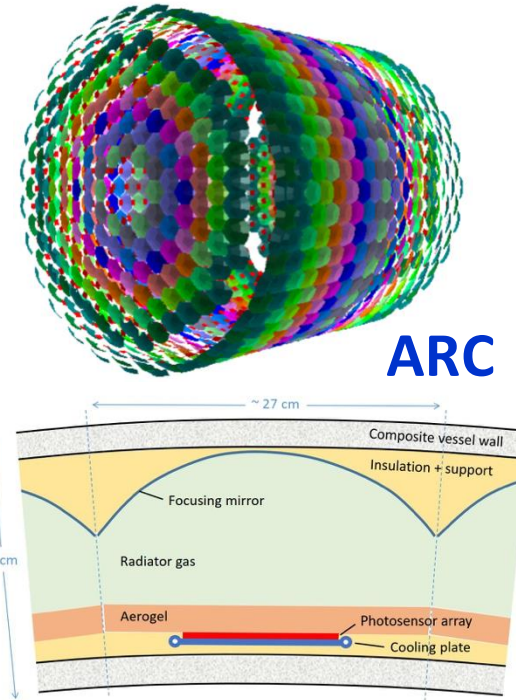 ARC
~ 27 cm
Composite vessel wall
Insulation + support
Focusing mirror
Radiator gas
cm
Aerogel
Photosensor array
Cooling plate